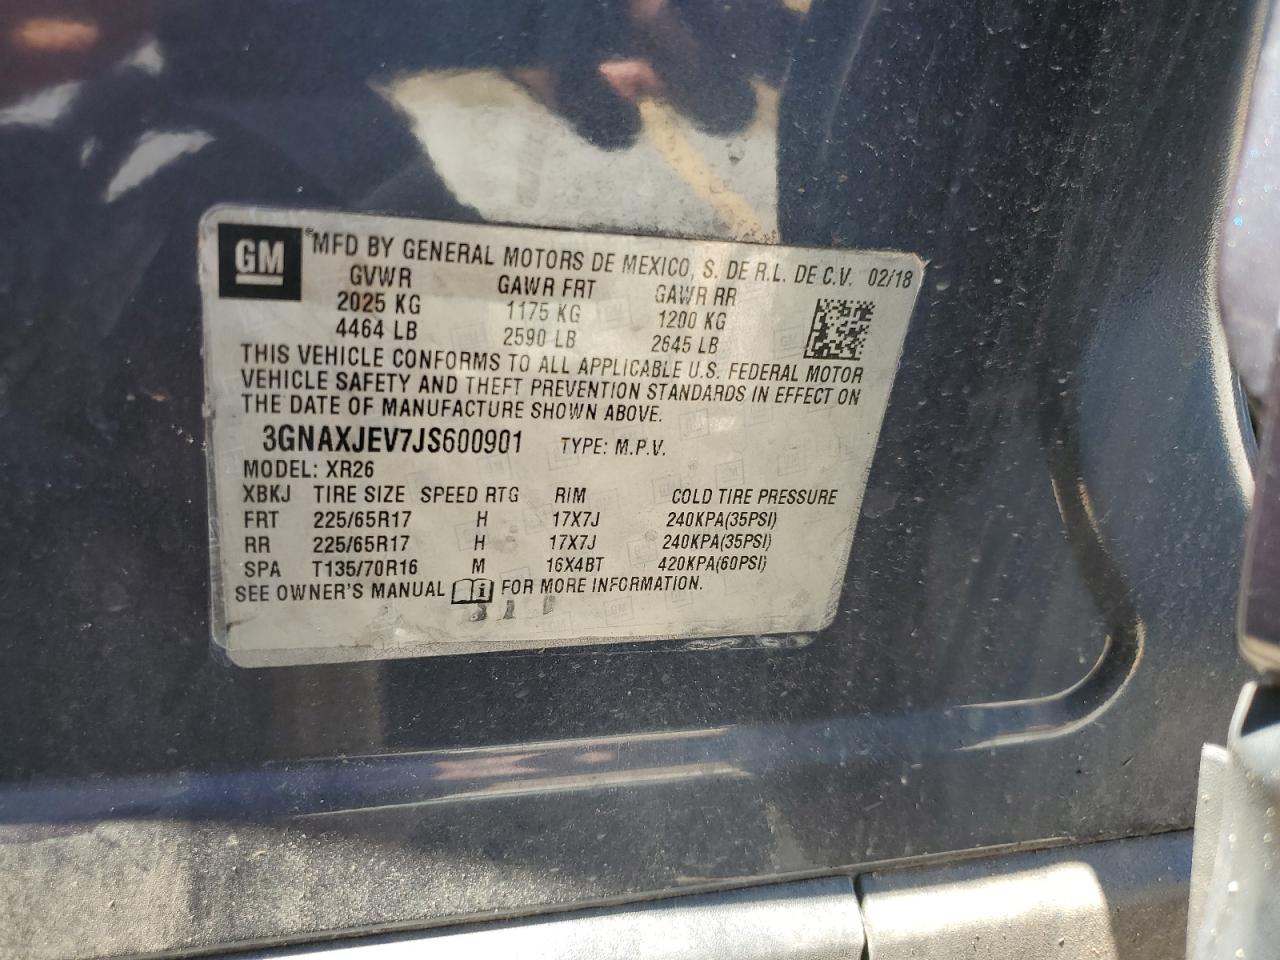 GM ® MFD BY GENERAL MOTORS DE MEXICO, S. DE R.L. DE C.V. 02/18
GVWR GAWR FRT GAWR RR
2025 KG 1175 KG 1200 KG
4464 LB 2590 LB 2645 LB
THIS VEHICLE CONFORMS TO ALL APPLICABLE U.S. FEDERAL MOTOR
VEHICLE SAFETY AND THEFT PREVENTION STANDARDS IN EFFECT ON
THE DATE OF MANUFACTURE SHOWN ABOVE.
3GNAXJEV7JS600901 TYPE: M.P.V.
MODEL: XR26
XBKJ TIRE SIZE SPEED RTG RIM COLD TIRE PRESSURE
FRT 225/65R17 H 17X7J 240KPA(35PSI)
RR 225/65R17 H 17X7J 240KPA(35PSI)
SPA T135/70R16 M 16X4BT 420KPA(60PSI)
SEE OWNER'S MANUAL i FOR MORE INFORMATION.